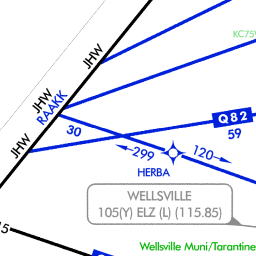 KC75
JHW
JHW
RAAKK
Q82
59
30
JHW
299
120
HERBA
WELLSVILLE
105(Y) ELZ (L) (115.85)
15
Wellsville Muni/Tarantine